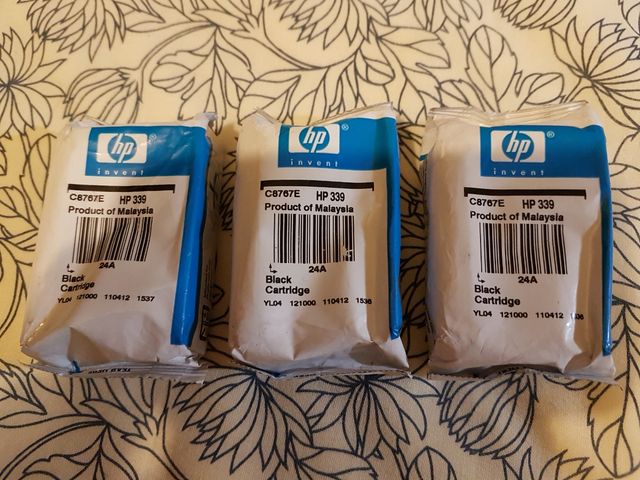 hp ®
invent
C8767E HP 339
Product of Malaysia
24A
Black
Cartridge
YL04 121000 110412 1537
hp ®
invent
C8767E HP 339
Product of Malaysia
24A
Black
Cartridge
YL04 121000 110412 1536
hp ®
invent
C8767E HP 339
Product of Malaysia
24A
Black
Cartridge
YL04 121000 110412
TEAR HERE